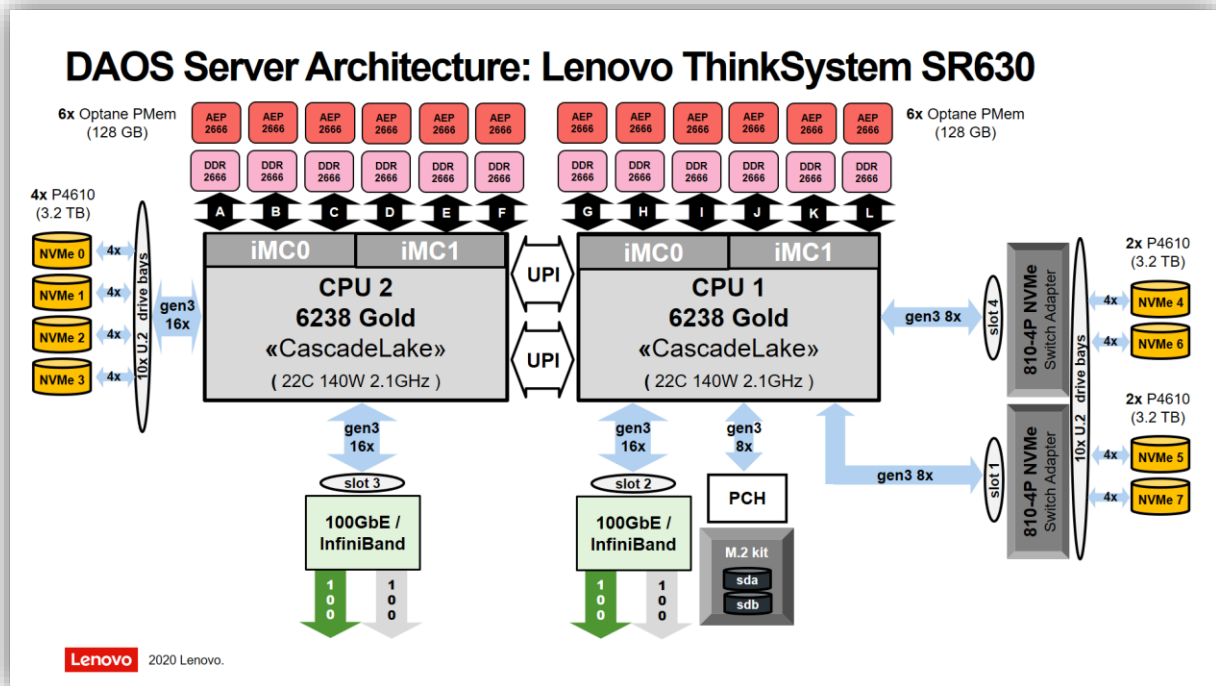 DAOS Server Architecture: Lenovo ThinkSystem SR630
6x Optane PMem
(128 GB)
AEP
2666
AEP
2666
AEP
2666
AEP
2666
AEP
2666
AEP
2666
DDR
2666
DDR
2666
DDR
2666
DDR
2666
DDR
2666
DDR
2666
A
B
C
D
E
F
AEP
2666
AEP
2666
AEP
2666
AEP
2666
AEP
2666
AEP
2666
6x Optane PMem
(128 GB)
DDR
2666
DDR
2666
DDR
2666
DDR
2666
DDR
2666
DDR
2666
G
H
I
J
K
L
4x P4610
(3.2 TB)
NVMe 0
4x
NVMe 1
4x
NVMe 2
4x
NVMe 3
4x
10x U.2 drive bays
gen3
16x
iMC0
iMC1
CPU 2
6238 Gold
«CascadeLake»
( 22C 140W 2.1GHz )
UPI
UPI
iMC0
iMC1
CPU 1
6238 Gold
«CascadeLake»
( 22C 140W 2.1GHz )
gen3 8x
slot 4
810-4P NVMe
Switch Adapter
10x U.2 drive bays
2x P4610
(3.2 TB)
4x
NVMe 4
4x
NVMe 6
gen3 8x
slot 1
810-4P NVMe
Switch Adapter
2x P4610
(3.2 TB)
4x
NVMe 5
4x
NVMe 7
gen3
16x
slot 3
100GbE /
InfiniBand
100
100
gen3
16x
slot 2
100GbE /
InfiniBand
100
100
gen3
8x
PCH
M.2 kit
sda
sdb
Lenovo
2020 Lenovo.